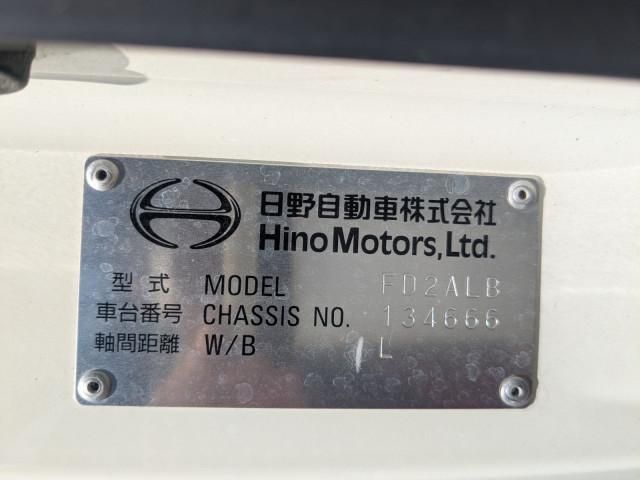 日野自動車株式会社
Hino Motors, Ltd.
型式 MODEL FD2ALB
車台番号 CHASSIS NO. 134666
軸間距離 W/B L